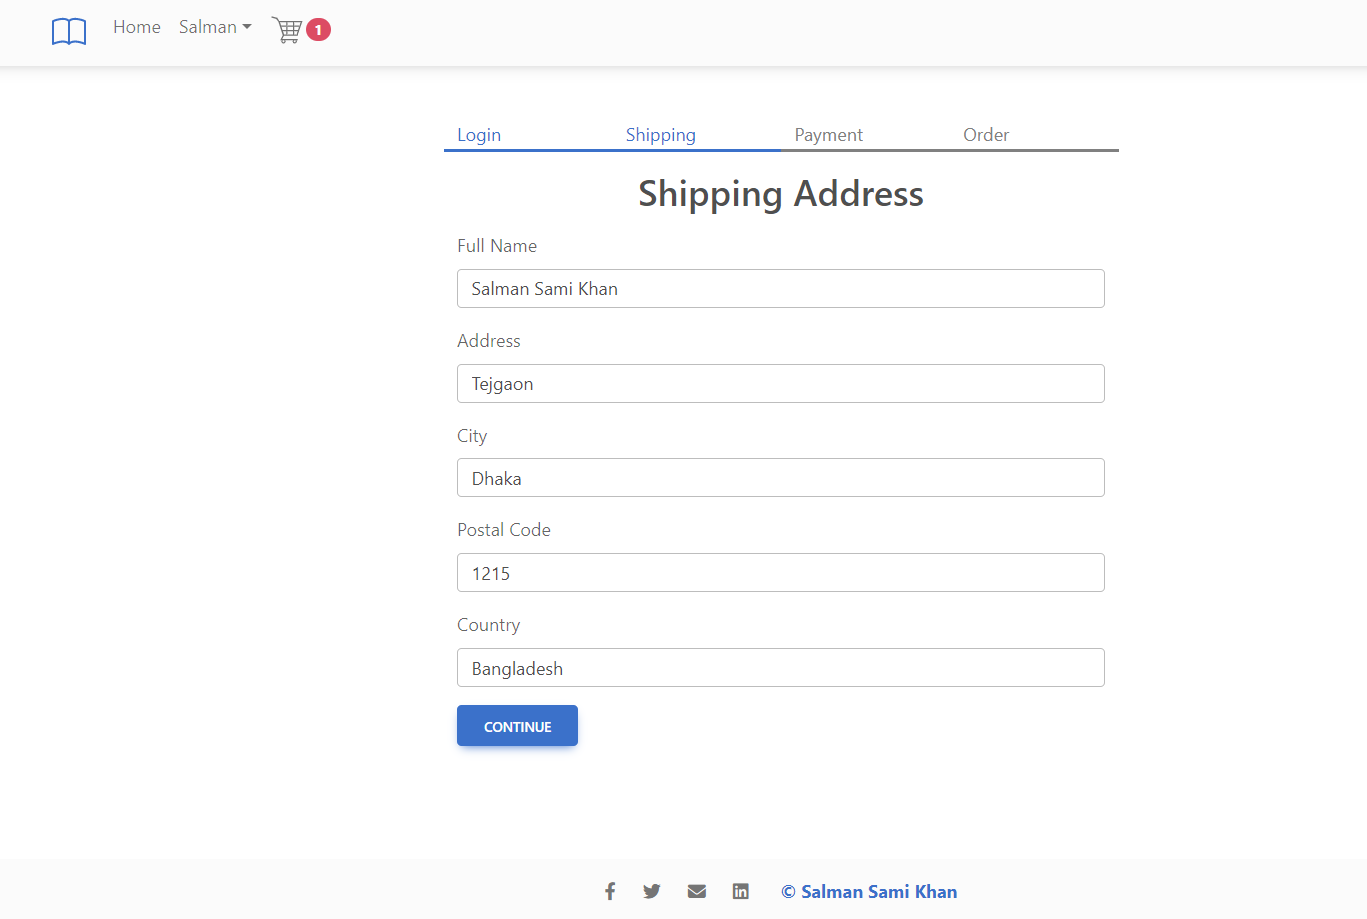 Home Salman 1
Login Shipping Payment Order
Shipping Address
Full Name
Salman Sami Khan
Address
Tejgaon
City
Dhaka
Postal Code
1215
Country
Bangladesh
CONTINUE
© Salman Sami Khan